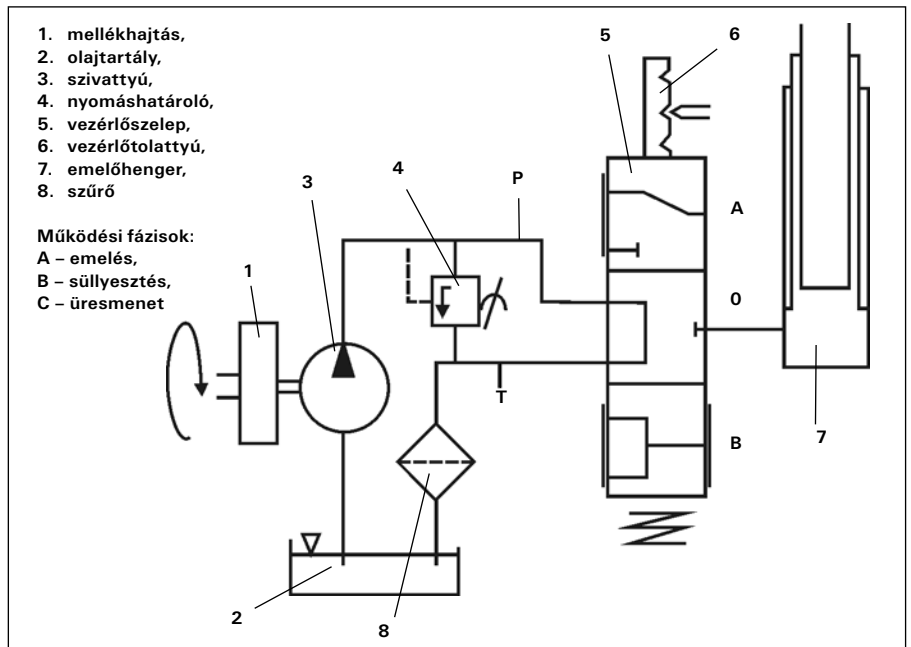 1. mellékhajtás,
2. olajtartály,
3. szivattyú,
4. nyomáshatároló,
5. vezérlőszelep,
6. vezérlőtolattyú,
7. emelőhenger,
8. szűrő
Működési fázisok:
A – emelés,
B – süllyesztés,
C – üresmenet
5
6
3
4
P
A
1
0
T
B
7
2
8